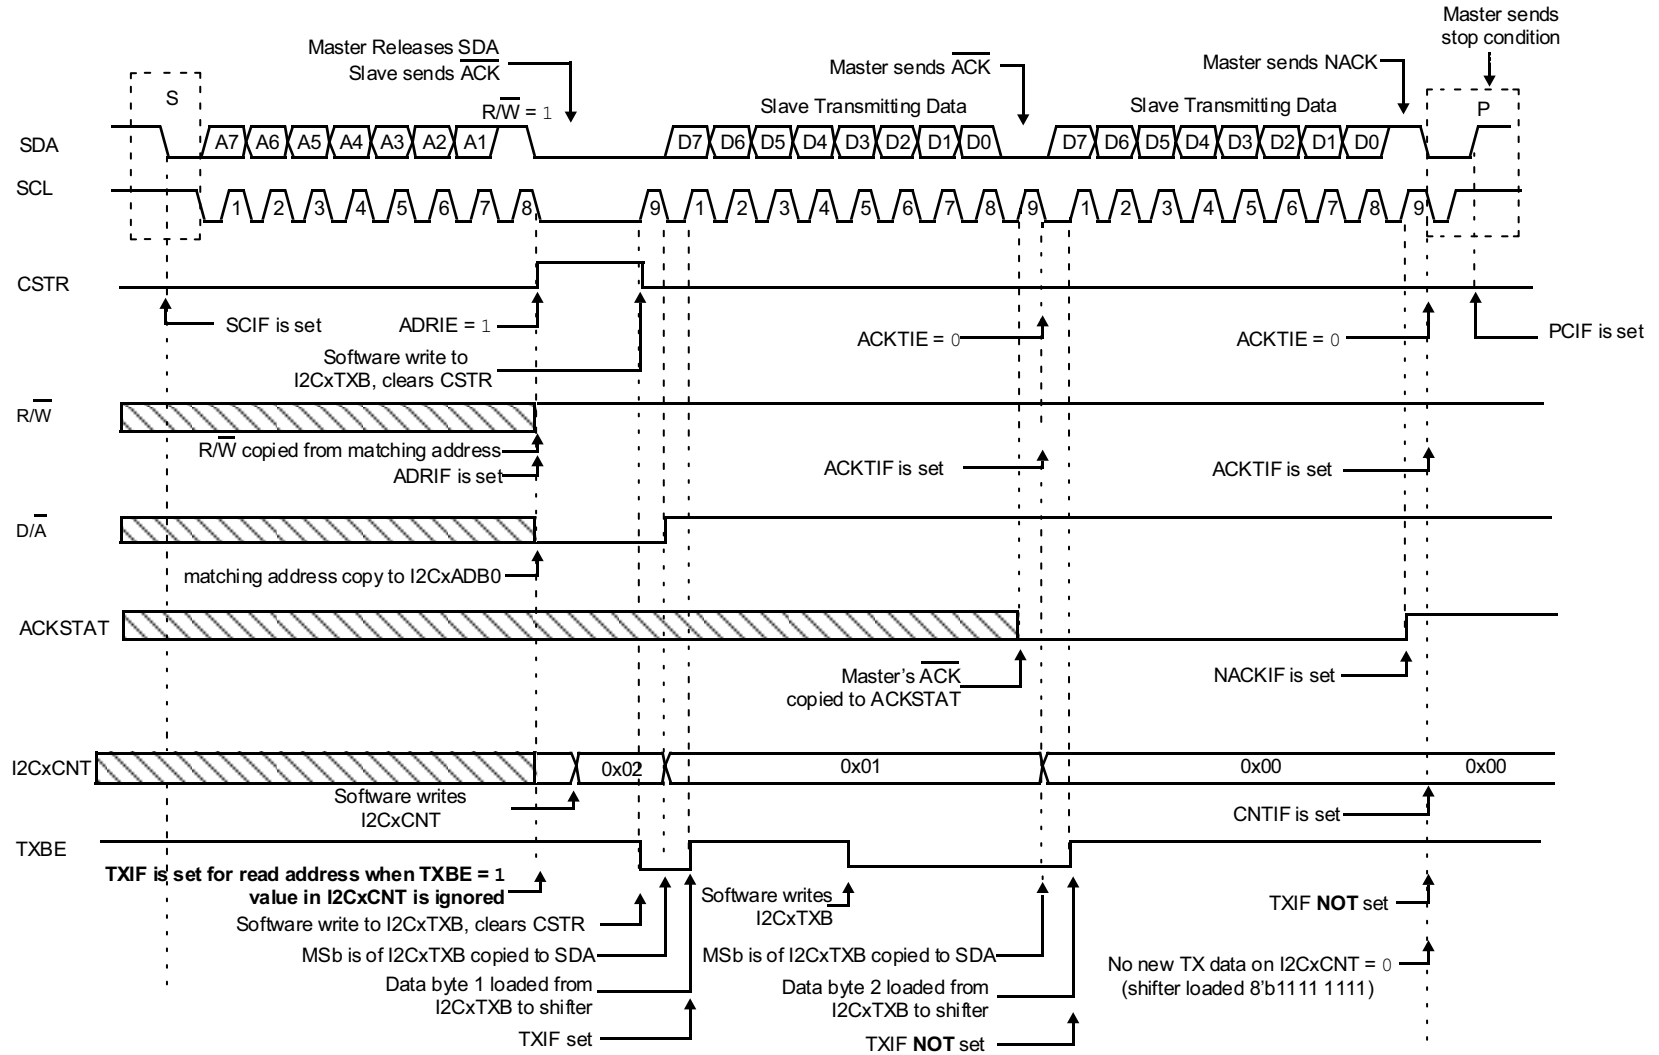 Master sends
stop condition
Master Releases SDA
Slave sends ACK
Master sends ACK
Master sends NACK
S
R/W = 1
Slave Transmitting Data
Slave Transmitting Data
P
SDA
A7 A6 A5 A4 A3 A2 A1
D7 D6 D5 D4 D3 D2 D1 D0
D7 D6 D5 D4 D3 D2 D1 D0
SCL
1 2 3 4 5 6 7 8 9 1 2 3 4 5 6 7 8 9 1 2 3 4 5 6 7 8 9
CSTR
SCIF is set
ADRIE = 1
ACKTIE = 0
ACKTIE = 0
PCIF is set
Software write to
I2CxTXB, clears CSTR
R/W
R/W copied from matching address
ADRIF is set
ACKTIF is set
ACKTIF is set
D/A
matching address copy to I2CxADB0
ACKSTAT
Master's ACK
copied to ACKSTAT
NACKIF is set
I2CxCNT
0x02
0x01
0x00
0x00
Software writes
I2CxCNT
CNTIF is set
TXBE
TXIF is set for read address when TXBE = 1
value in I2CxCNT is ignored
Software writes
I2CxTXB
TXIF NOT set
Software write to I2CxTXB, clears CSTR
MSb is of I2CxTXB copied to SDA
MSb is of I2CxTXB copied to SDA
No new TX data on I2CxCNT = 0
(shifter loaded 8'b1111 1111)
Data byte 1 loaded from
I2CxTXB to shifter
Data byte 2 loaded from
I2CxTXB to shifter
TXIF set
TXIF NOT set